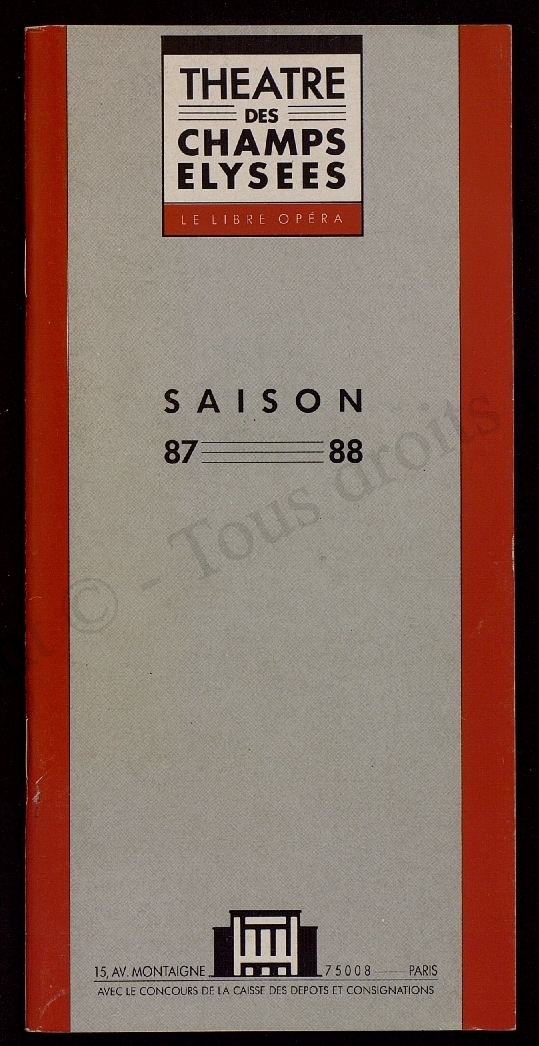 THEATRE
DES
CHAMPS
ELYSEES
LE LIBRE OPÉRA
SAISON
87 88
© - Tous droits
15, AV. MONTAIGNE 75008 PARIS
AVEC LE CONCOURS DE LA CAISSE DES DEPOTS ET CONSIGNATIONS